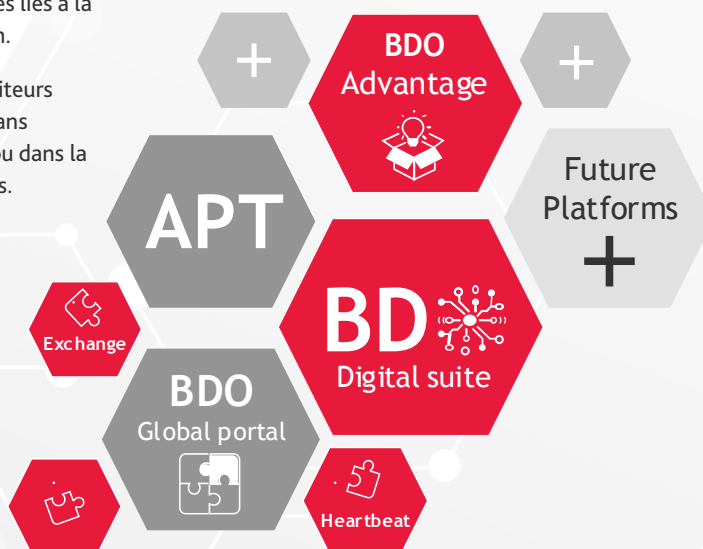 es liés à la
n.
iteurs
ans
ou dans la
s.
BDO
Advantage
Future
Platforms
+
APT
BD
Digital suite
Exchange
BDO
Global portal
Heartbeat